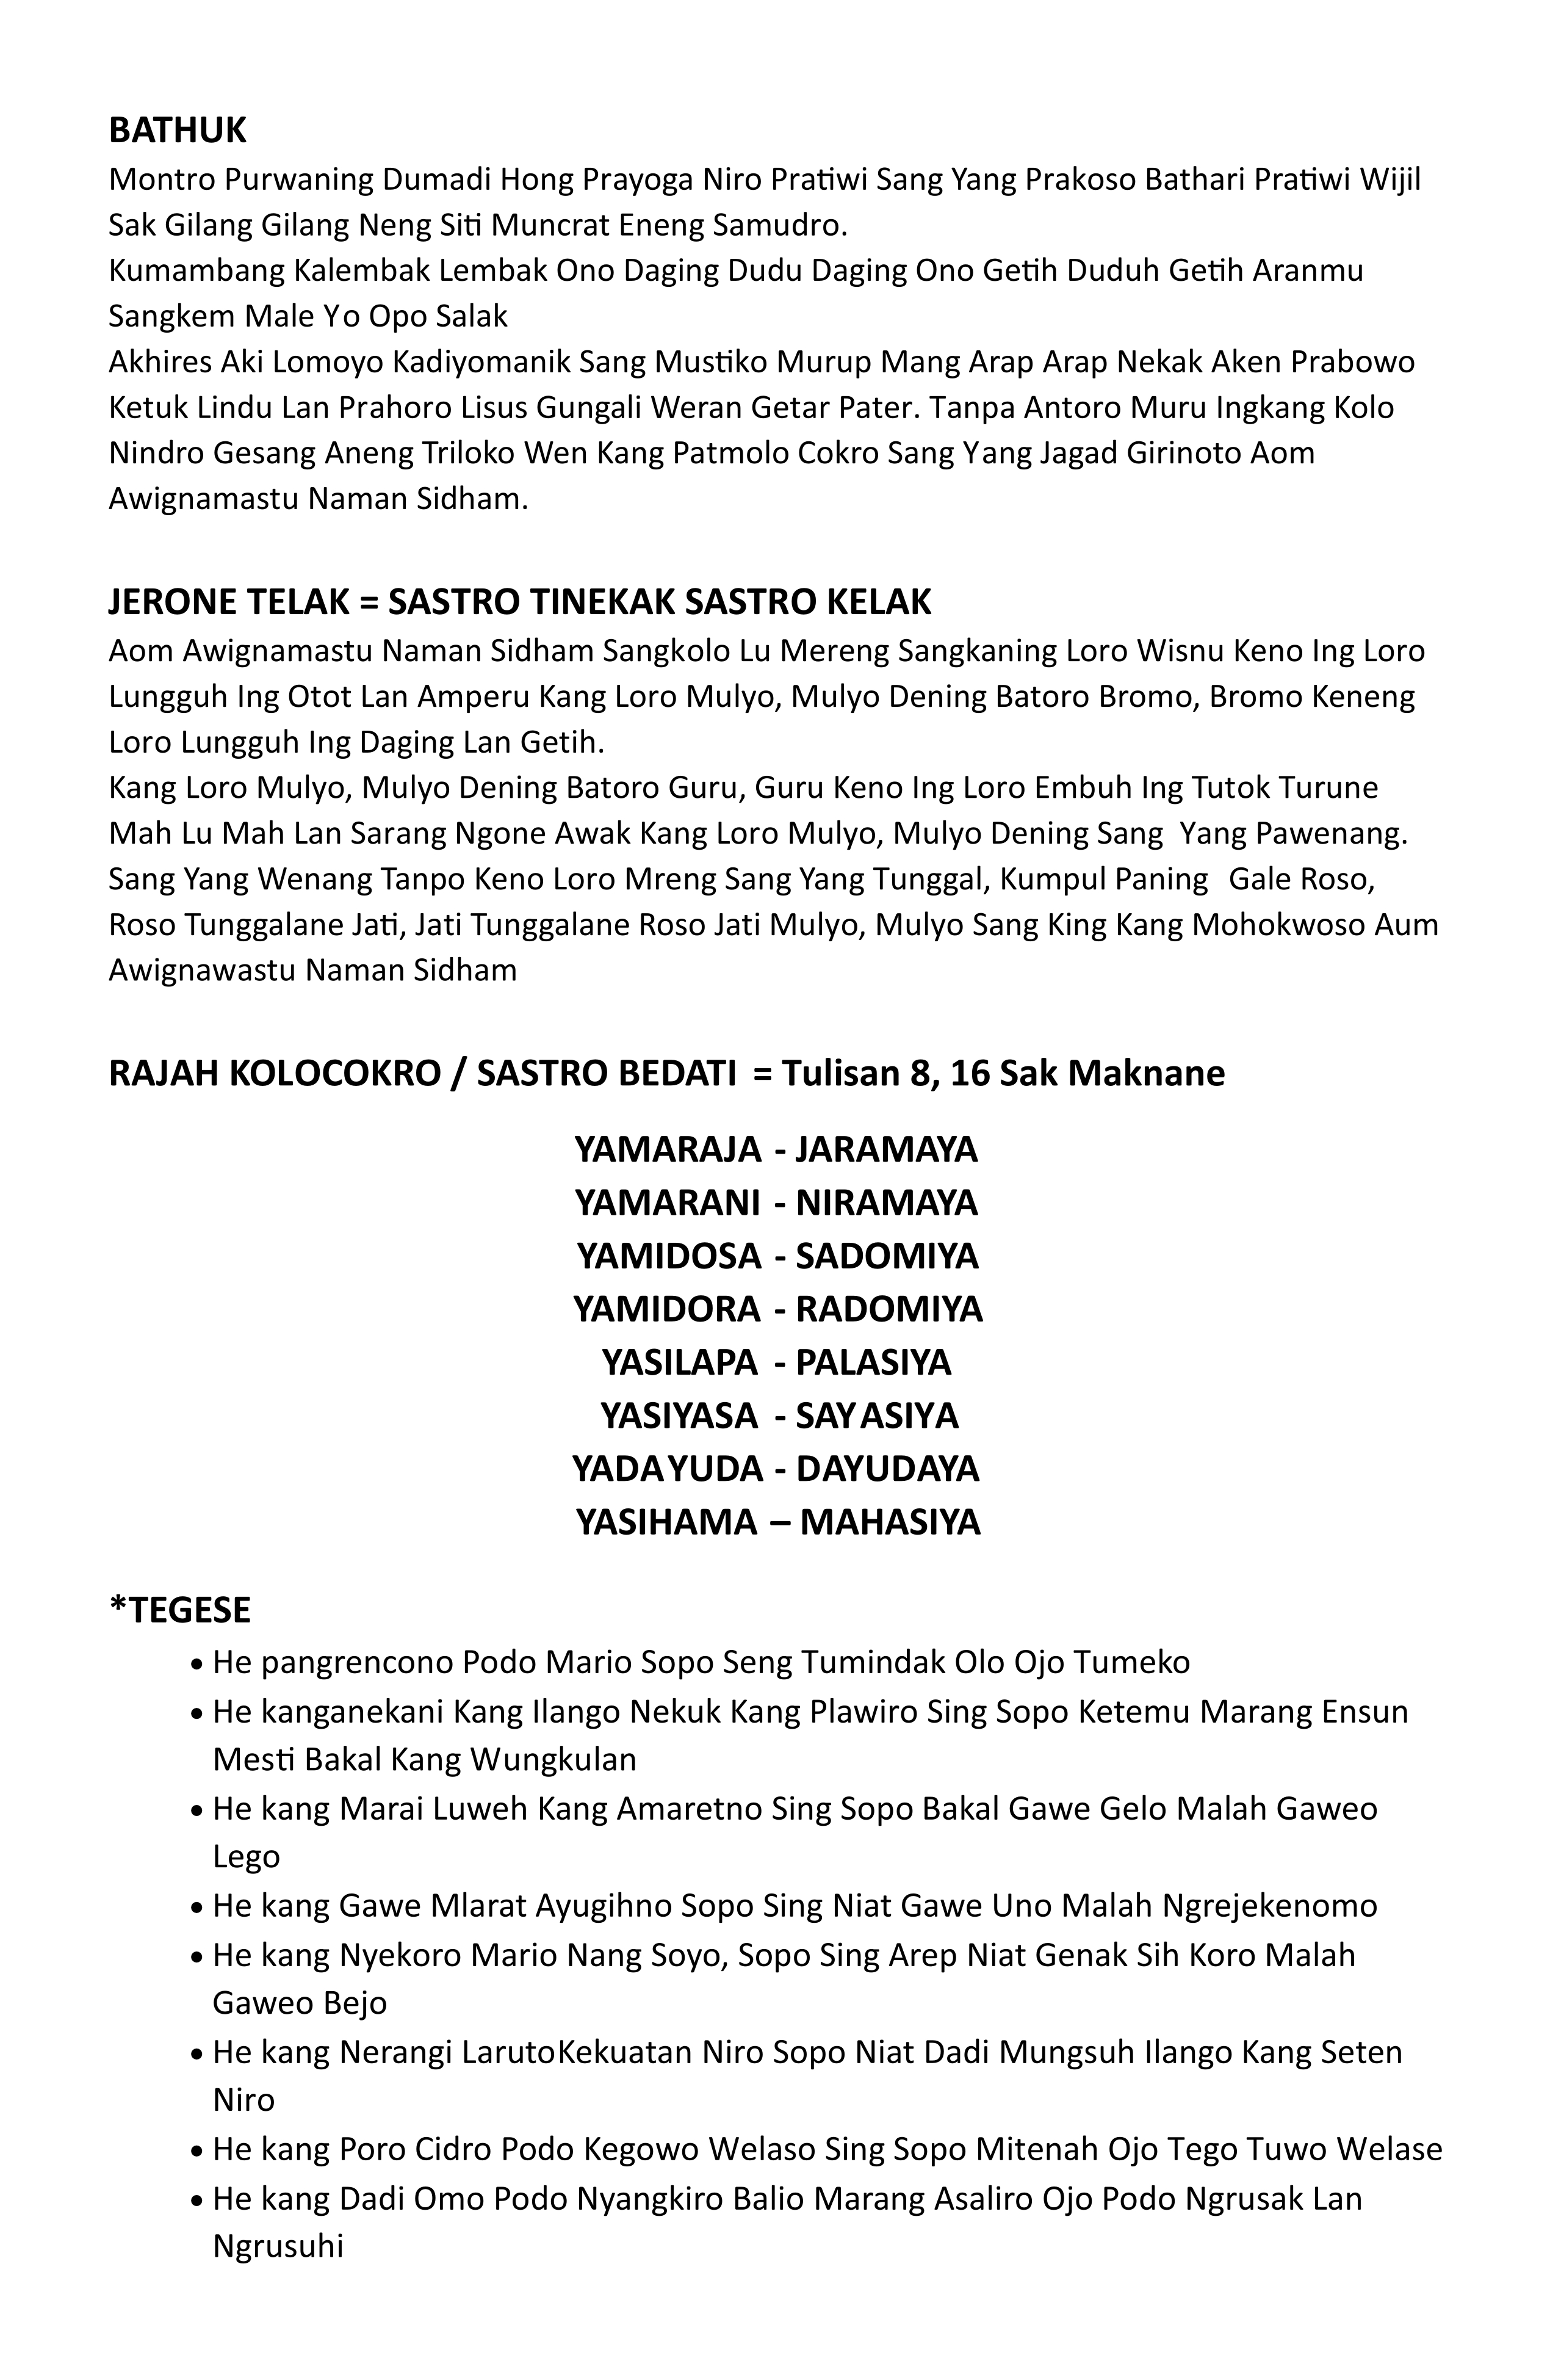 BATHUK
Montro Purwaning Dumadi Hong Prayoga Niro Pratiwi Sang Yang Prakoso Bathari Pratiwi Wijil
Sak Gilang Gilang Neng Siti Muncrat Eneng Samudro.
Kumambang Kalembak Lembak Ono Daging Dudu Daging Ono Getih Duduh Getih Aranmu
Sangkem Male Yo Opo Salak
Akhires Aki Lomoyo Kadiyomanik Sang Mustiko Murup Mang Arap Arap Nekak Aken Prabowo
Ketuk Lindu Lan Prahoro Lisus Gungali Weran Getar Pater. Tanpa Antoro Muru Ingkang Kolo
Nindro Gesang Aneng Triloko Wen Kang Patmolo Cokro Sang Yang Jagad Girinoto Aom
Awignamastu Naman Sidham.
JERONE TELAK = SASTRO TINEKAK SASTRO KELAK
Aom Awignamastu Naman Sidham Sangkolo Lu Mereng Sangkaning Loro Wisnu Keno Ing Loro
Lungguh Ing Otot Lan Amperu Kang Loro Mulyo, Mulyo Dening Batoro Bromo, Bromo Keneng
Loro Lungguh Ing Daging Lan Getih.
Kang Loro Mulyo, Mulyo Dening Batoro Guru, Guru Keno Ing Loro Embuh Ing Tutok Turune
Mah Lu Mah Lan Sarang Ngone Awak Kang Loro Mulyo, Mulyo Dening Sang Yang Pawenang.
Sang Yang Wenang Tanpo Keno Loro Mreng Sang Yang Tunggal, Kumpul Paning Gale Roso,
Roso Tunggalane Jati, Jati Tunggalane Roso Jati Mulyo, Mulyo Sang King Kang Mohokwoso Aum
Awignawastu Naman Sidham
RAJAH KOLOCOKRO / SASTRO BEDATI = Tulisan 8, 16 Sak Maknane
YAMARAJA - JARAMAYA
YAMARANI - NIRAMAYA
YAMIDOSA - SADOMIYA
YAMIDORA - RADOMIYA
YASILAPA - PALASIYA
YASIYASA - SAYASIYA
YADAYUDA - DAYUDAYA
YASIHAMA – MAHASIYA
*TEGESE
• He pangrencono Podo Mario Sopo Seng Tumindak Olo Ojo Tumeko
• He kanganekani Kang Ilango Nekuk Kang Plawiro Sing Sopo Ketemu Marang Ensun
Mesti Bakal Kang Wungkulan
• He kang Marai Luweh Kang Amaretno Sing Sopo Bakal Gawe Gelo Malah Gaweo
Lego
• He kang Gawe Mlarat Ayugihno Sopo Sing Niat Gawe Uno Malah Ngrejekenomo
• He kang Nyekoro Mario Nang Soyo, Sopo Sing Arep Niat Genak Sih Koro Malah
Gaweo Bejo
• He kang Nerangi LarutoKekuatan Niro Sopo Niat Dadi Mungsuh Ilango Kang Seten
Niro
• He kang Poro Cidro Podo Kegowo Welaso Sing Sopo Mitenah Ojo Tego Tuwo Welase
• He kang Dadi Omo Podo Nyangkiro Balio Marang Asaliro Ojo Podo Ngrusak Lan
Ngrusuhi